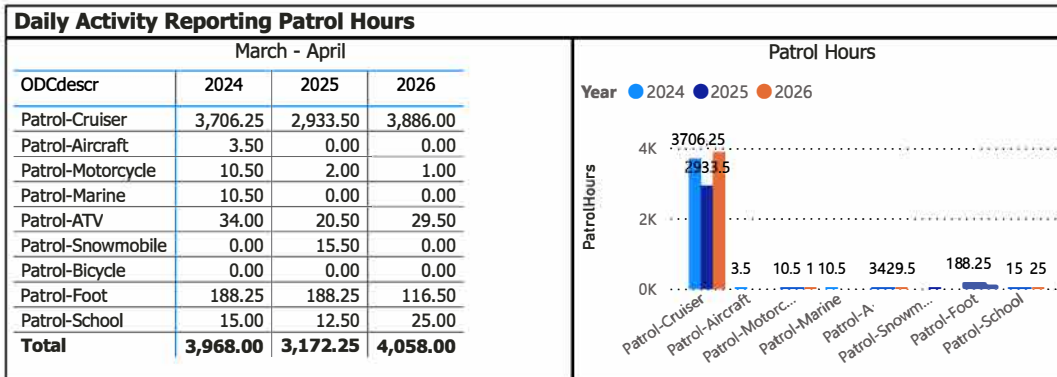 Daily Activity Reporting Patrol Hours
March - April
ODCdescr 2024 2025 2026
Patrol-Cruiser 3,706.25 2,933.50 3,886.00
Patrol-Aircraft 3.50 0.00 0.00
Patrol-Motorcycle 10.50 2.00 1.00
Patrol-Marine 10.50 0.00 0.00
Patrol-ATV 34.00 20.50 29.50
Patrol-Snowmobile 0.00 15.50 0.00
Patrol-Bicycle 0.00 0.00 0.00
Patrol-Foot 188.25 188.25 116.50
Patrol-School 15.00 12.50 25.00
Total 3,968.00 3,172.25 4,058.00
Patrol Hours
Year 2024 2025 2026
PatrolHours
4K
2K
0K
3706.25
2933.5
3.5
10.5 1 10.5
3429.5
188.25
15 25
Patrol-Cruiser
Patrol-Aircraft
Patrol-Motorc...
Patrol-Marine
Patrol-A.
Patrol-Snowm...
Patrol-Foot
Patrol-School